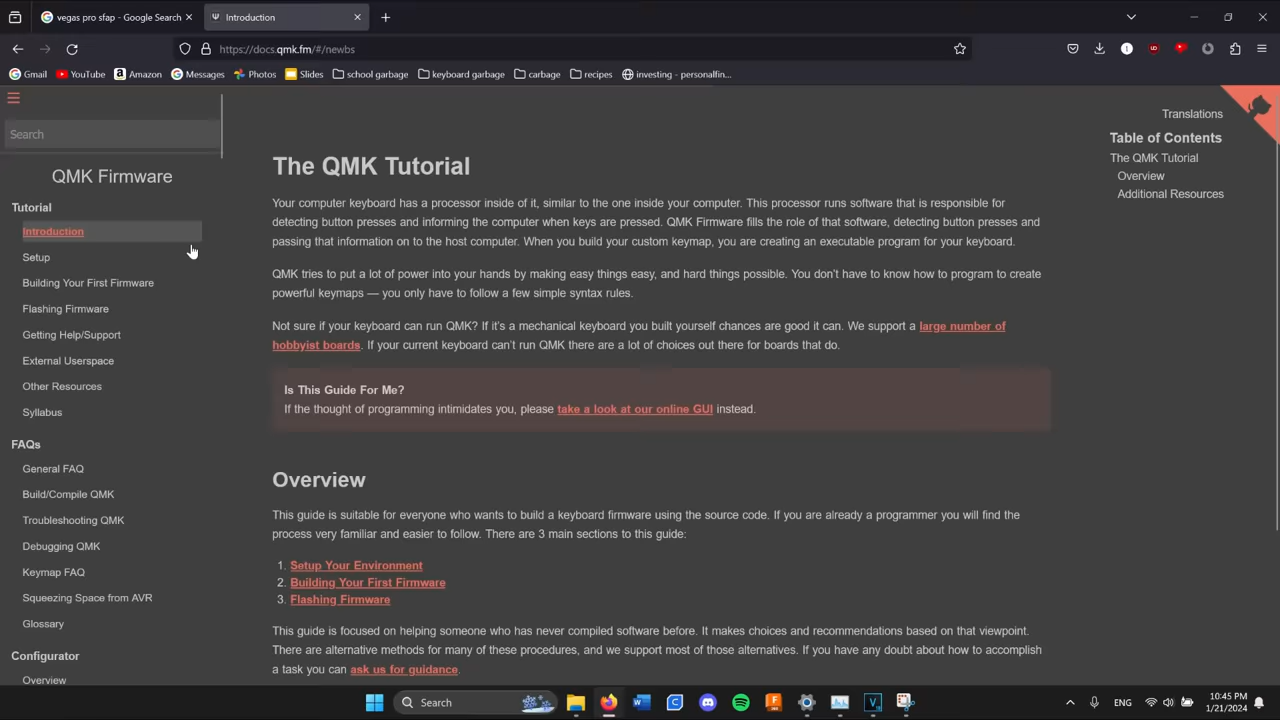 vegas pro sfap - Google Search
Introduction
https://docs.qmk.fm/#/newbs
Gmail
YouTube
Amazon
Messages
Photos
Slides
school garbage
keyboard garbage
carbage
recipes
investing - personalfin...
Search
QMK Firmware
Tutorial
Introduction
Setup
Building Your First Firmware
Flashing Firmware
Getting Help/Support
External Userspace
Other Resources
Syllabus
FAQs
General FAQ
Build/Compile QMK
Troubleshooting QMK
Debugging QMK
Keymap FAQ
Squeezing Space from AVR
Glossary
Configurator
Overview
The QMK Tutorial
Your computer keyboard has a processor inside of it, similar to the one inside your computer. This processor runs software that is responsible for
detecting button presses and informing the computer when keys are pressed. QMK Firmware fills the role of that software, detecting button presses and
passing that information on to the host computer. When you build your custom keymap, you are creating an executable program for your keyboard.
QMK tries to put a lot of power into your hands by making easy things easy, and hard things possible. You don't have to know how to program to create
powerful keymaps — you only have to follow a few simple syntax rules.
Not sure if your keyboard can run QMK? If it's a mechanical keyboard you built yourself chances are good it can. We support a large number of
hobbyist boards. If your current keyboard can't run QMK there are a lot of choices out there for boards that do.
Is This Guide For Me?
If the thought of programming intimidates you, please take a look at our online GUI instead.
Overview
This guide is suitable for everyone who wants to build a keyboard firmware using the source code. If you are already a programmer you will find the
process very familiar and easier to follow. There are 3 main sections to this guide:
1. Setup Your Environment
2. Building Your First Firmware
3. Flashing Firmware
This guide is focused on helping someone who has never compiled software before. It makes choices and recommendations based on that viewpoint.
There are alternative methods for many of these procedures, and we support most of those alternatives. If you have any doubt about how to accomplish
a task you can ask us for guidance.
Translations
Table of Contents
The QMK Tutorial
Overview
Additional Resources
Search
ENG
10:45 PM
1/21/2024